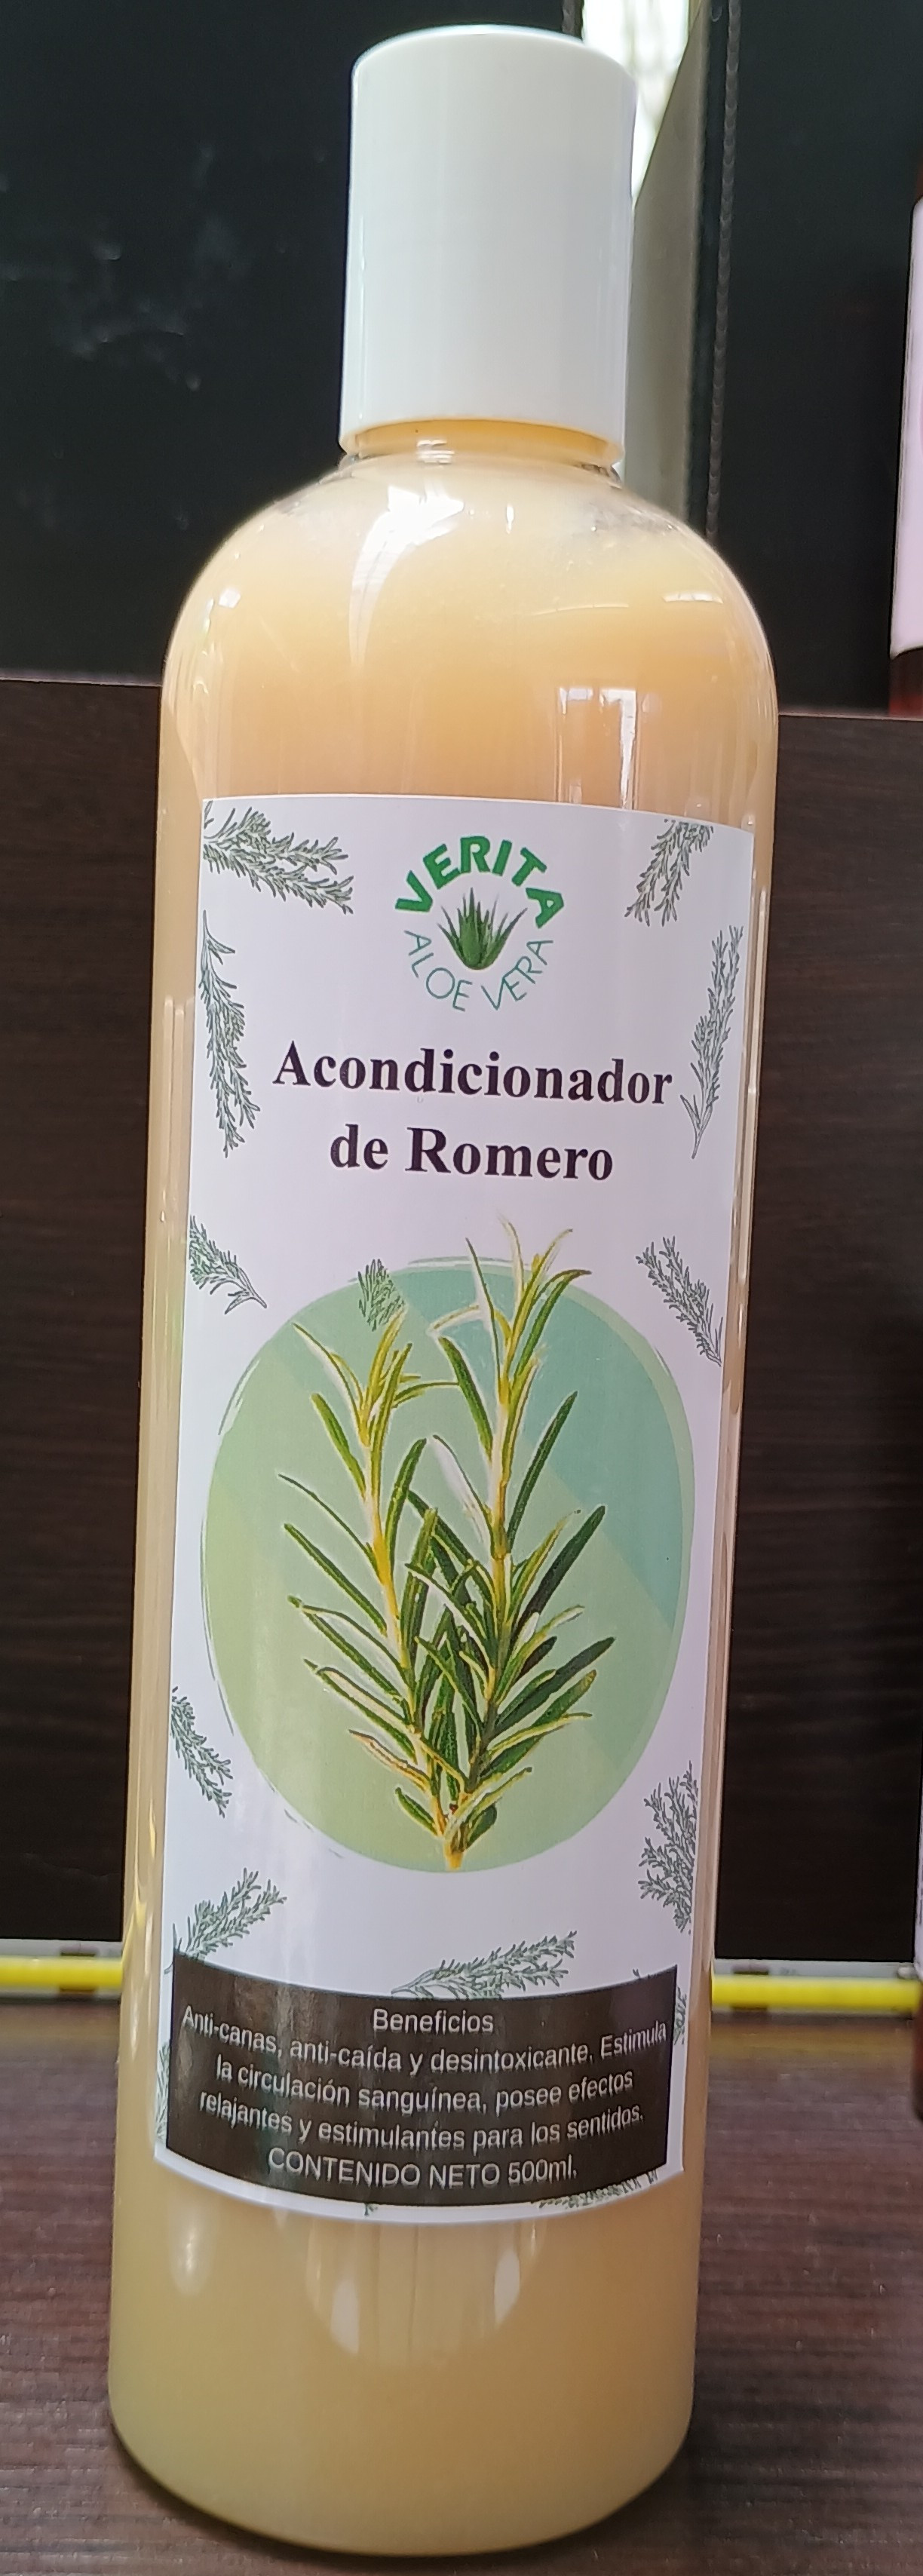 VERITA
ALOE VERA
Acondicionador
de Romero
Beneficios
Anti-canas, anti-caída y desintoxicante. Estimula
la circulación sanguínea, posee efectos
relajantes y estimulantes para los sentidos.
CONTENIDO NETO 500ml.